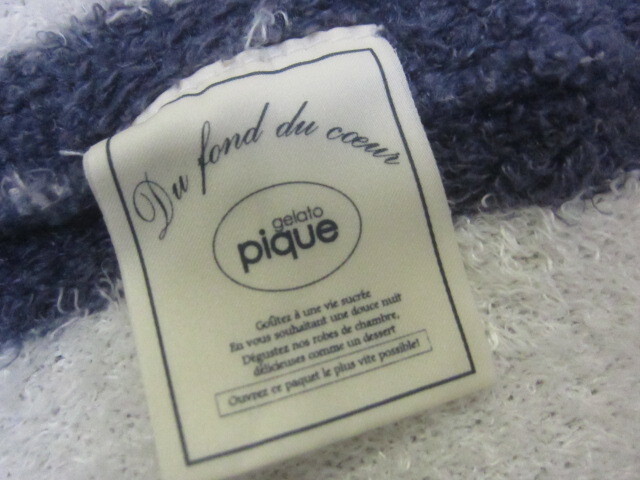 Du fond du cœur
gelato
pique
Goûtez à une vie sucrée
En vous souhaitant une douce nuit
Dégustez nos robes de chambre,
délicieuses comme un dessert
Ouvrez ce paquet le plus vite possible!